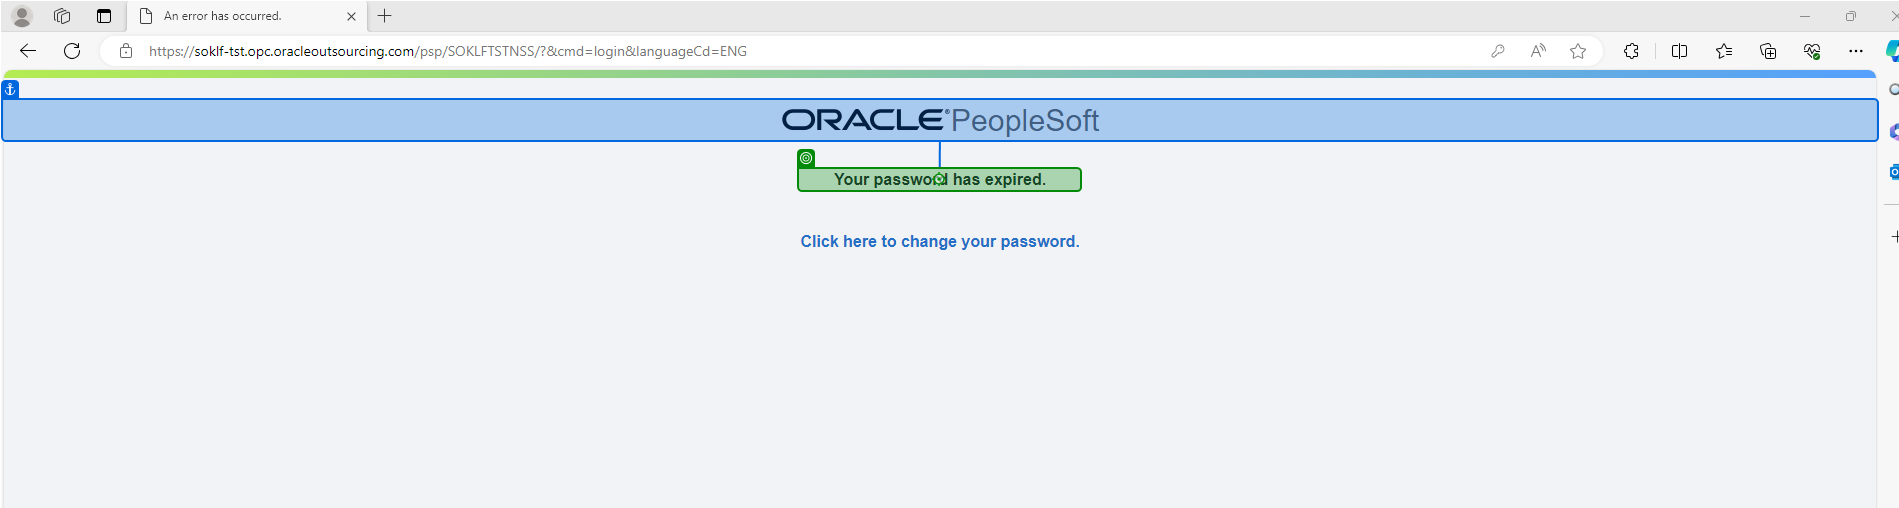 An error has occurred.
https://soklf-tst.opc.oracleoutsourcing.com/psp/SOKLFTSTNSS/?&cmd=login&languageCd=ENG
ORACLE® PeopleSoft
Your password has expired.
Click here to change your password.